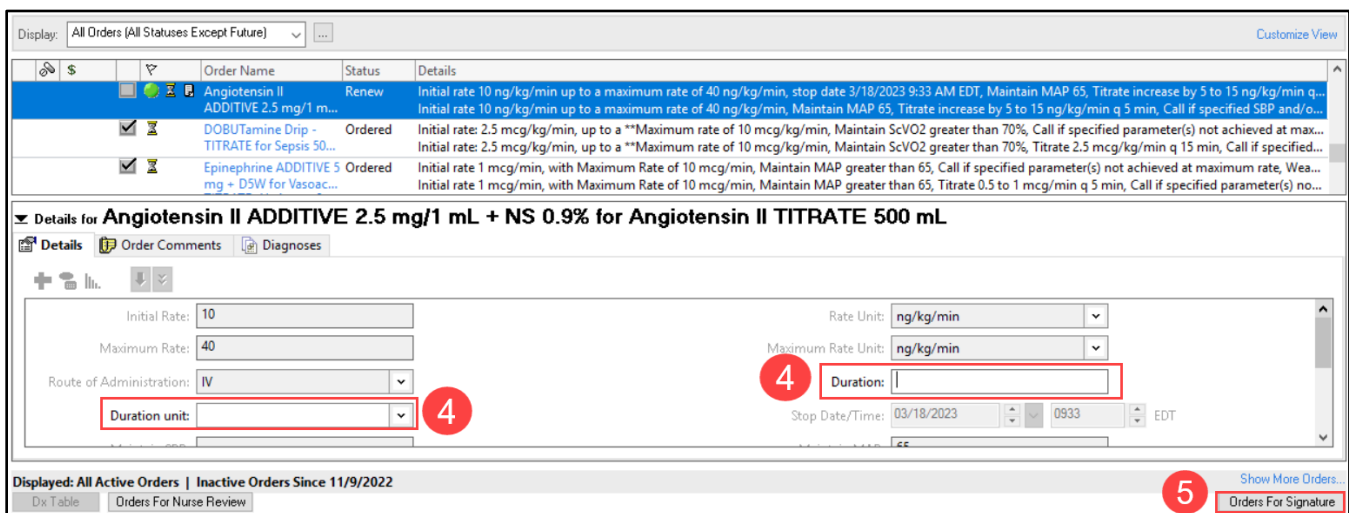 Display: All Orders (All Statuses Except Future) ... Customize View
$ Order Name Status Details
Angiotensin II Renew Initial rate 10 ng/kg/min up to a maximum rate of 40 ng/kg/min, stop date 3/18/2023 9:33 AM EDT, Maintain MAP 65, Titrate increase by 5 to 15 ng/kg/min q...
ADDITIVE 2.5 mg/1 m... Initial rate 10 ng/kg/min up to a maximum rate of 40 ng/kg/min, Maintain MAP 65, Titrate increase by 5 to 15 ng/kg/min q 5 min, Call if specified SBP and/o...
DOBUTamine Drip - Ordered Initial rate: 2.5 mcg/kg/min, up to a **Maximum rate of 10 mcg/kg/min, Maintain ScVO2 greater than 70%, Call if specified parameter(s) not achieved at max...
TITRATE for Sepsis 50... Initial rate: 2.5 mcg/kg/min, up to a **Maximum rate of 10 mcg/kg/min, Maintain ScVO2 greater than 70%, Titrate 2.5 mcg/kg/min q 15 min, Call if specified...
Epinephrine ADDITIVE 5 Ordered Initial rate 1 mcg/min, with Maximum Rate of 10 mcg/min, Maintain MAP greater than 65, Call if specified parameter(s) not achieved at maximum rate, Wea...
mg + D5W for Vasoac... Initial rate 1 mcg/min, with Maximum Rate of 10 mcg/min, Maintain MAP greater than 65, Titrate 0.5 to 1 mcg/min q 5 min, Call if specified parameter(s) no...
Details for Angiotensin II ADDITIVE 2.5 mg/1 mL + NS 0.9% for Angiotensin II TITRATE 500 mL
Details Order Comments Diagnoses
Initial Rate: 10 Rate Unit: ng/kg/min
Maximum Rate: 40 Maximum Rate Unit: ng/kg/min
Route of Administration: IV 4 Duration:
Duration unit: 4 Stop Date/Time: 03/18/2023 0933 EDT
Displayed: All Active Orders | Inactive Orders Since 11/9/2022 Show More Orders...
Dx Table Orders For Nurse Review 5 Orders For Signature